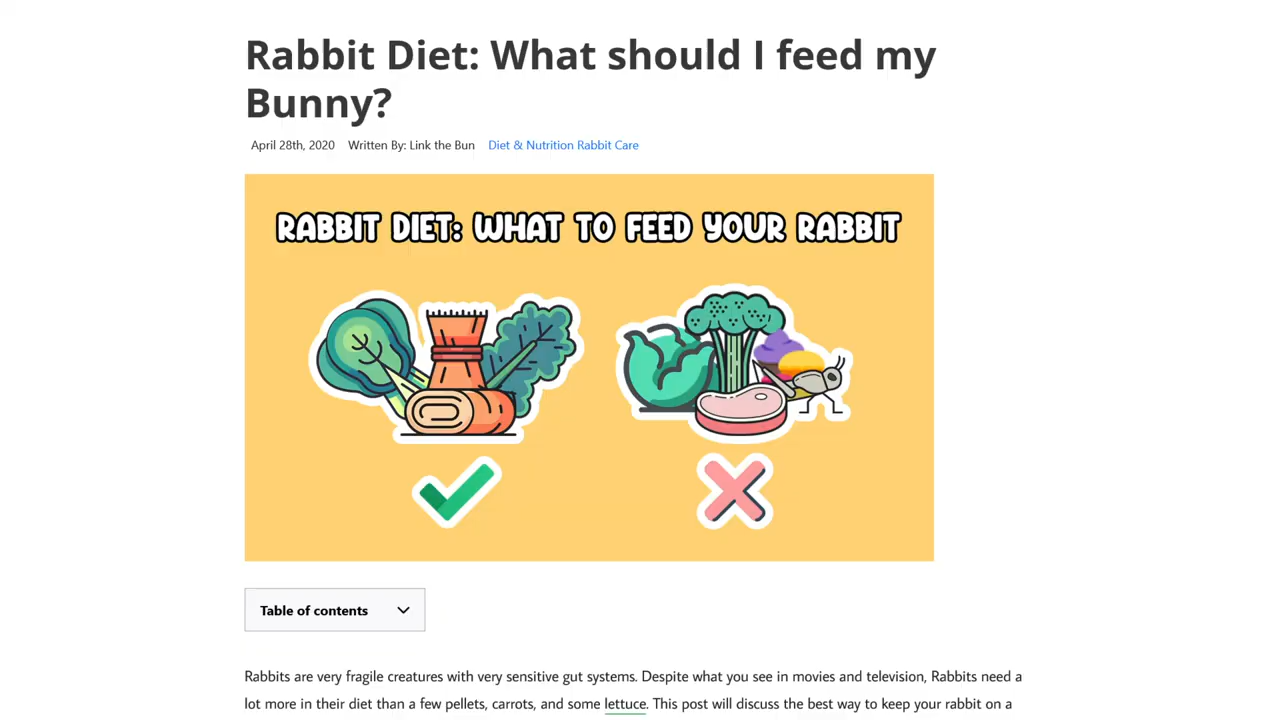 Rabbit Diet: What should I feed my
Bunny?
April 28th, 2020 Written By: Link the Bun Diet & Nutrition Rabbit Care
RABBIT DIET: WHAT TO FEED YOUR RABBIT
Table of contents
Rabbits are very fragile creatures with very sensitive gut systems. Despite what you see in movies and television, Rabbits need a
lot more in their diet than a few pellets, carrots, and some lettuce. This post will discuss the best way to keep your rabbit on a